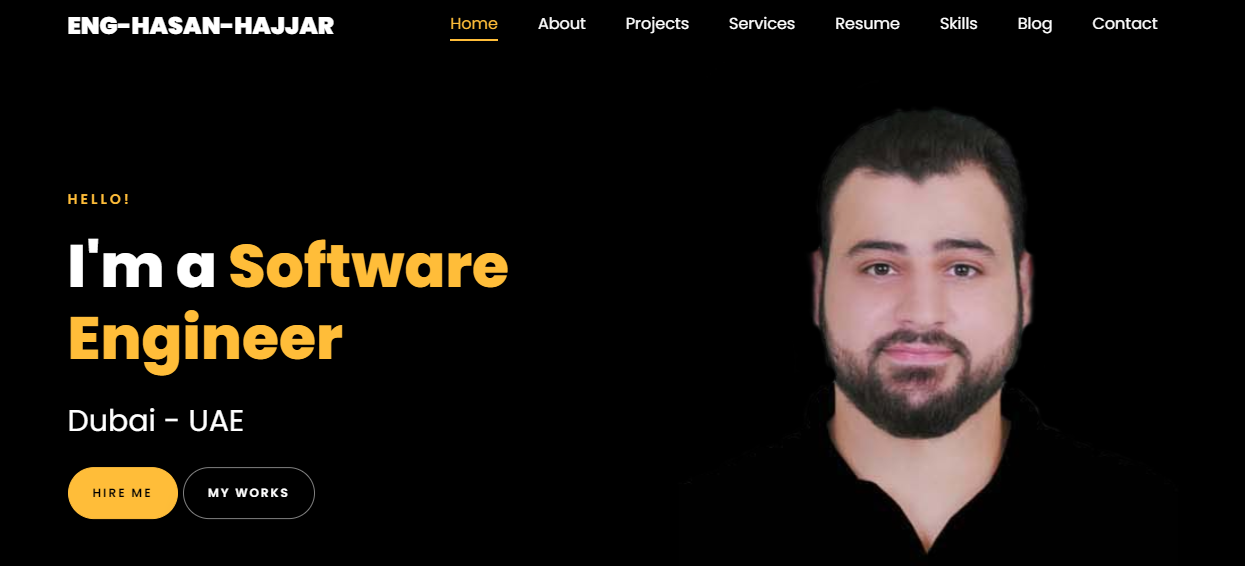 ENG-HASAN-HAJJAR
Home About Projects Services Resume Skills Blog Contact
HELLO!
I'm a Software
Engineer
Dubai - UAE
HIRE ME MY WORKS